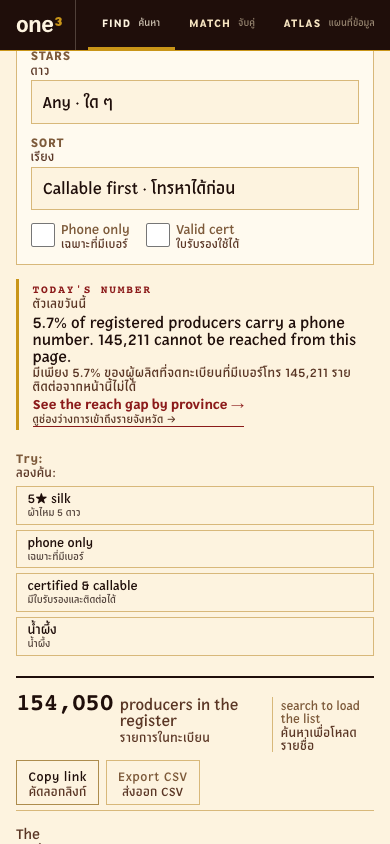 one³ FIND ค้นหา MATCH จับคู่ ATLAS แผนที่ข้อมูล
STARS
ดาว
Any · ใด ๆ
SORT
เรียง
Callable first · โทรหาได้ก่อน
Phone only Valid cert
เฉพาะที่มีเบอร์ ใบรับรองใช้ได้
TODAY'S NUMBER
ตัวเลขวันนี้
5.7% of registered producers carry a phone
number. 145,211 cannot be reached from this
page.
มีเพียง 5.7% ของผู้ผลิตที่จดทะเบียนที่มีเบอร์โทร 145,211 ราย
ติดต่อจากหน้านี้ไม่ได้
See the reach gap by province →
ดูช่องว่างการเข้าถึงรายจังหวัด →
Try:
ลองค้น:
5★ silk
ผ้าไหม 5 ดาว
phone only
เฉพาะที่มีเบอร์
certified & callable
มีใบรับรองและติดต่อได้
น้ำผึ้ง
น้ำผึ้ง
154,050 producers in the
register
รายการในทะเบียน
search to load
the list
ค้นหาเพื่อโหลด
รายชื่อ
Copy link Export CSV
คัดลอกลิงก์ ส่งออก CSV
The